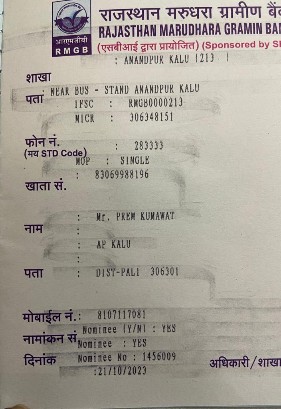 राजस्थान मरुधरा ग्रामीण बैंक
RAJASTHAN MARUDHARA GRAMIN BAN
(एसबीआई द्वारा प्रायोजित) (Sponsored by S
आरएमजीबी
RMGB
: ANANDPUR KALU (213 )
शाखा
पता NEAR BUS - STAND ANANDPUR KALU
IFSC : RMGB0000213
MICR : 306348151
फोन नं. : 283333
(मय STD Code)
MOP : SINGLE
: 83069988196
खाता सं.
: Mr. PREM KUMAWAT
नाम :
: AP KALU
:
पता : DIST-PALI 306301
मोबाईल नं.: 8107117081
Nominee (Y/N) : YES
नामांकन सं. Nominee : YES
दिनांक Nominee No : 1456009
अधिकारी/शाखा
:21/10/2023